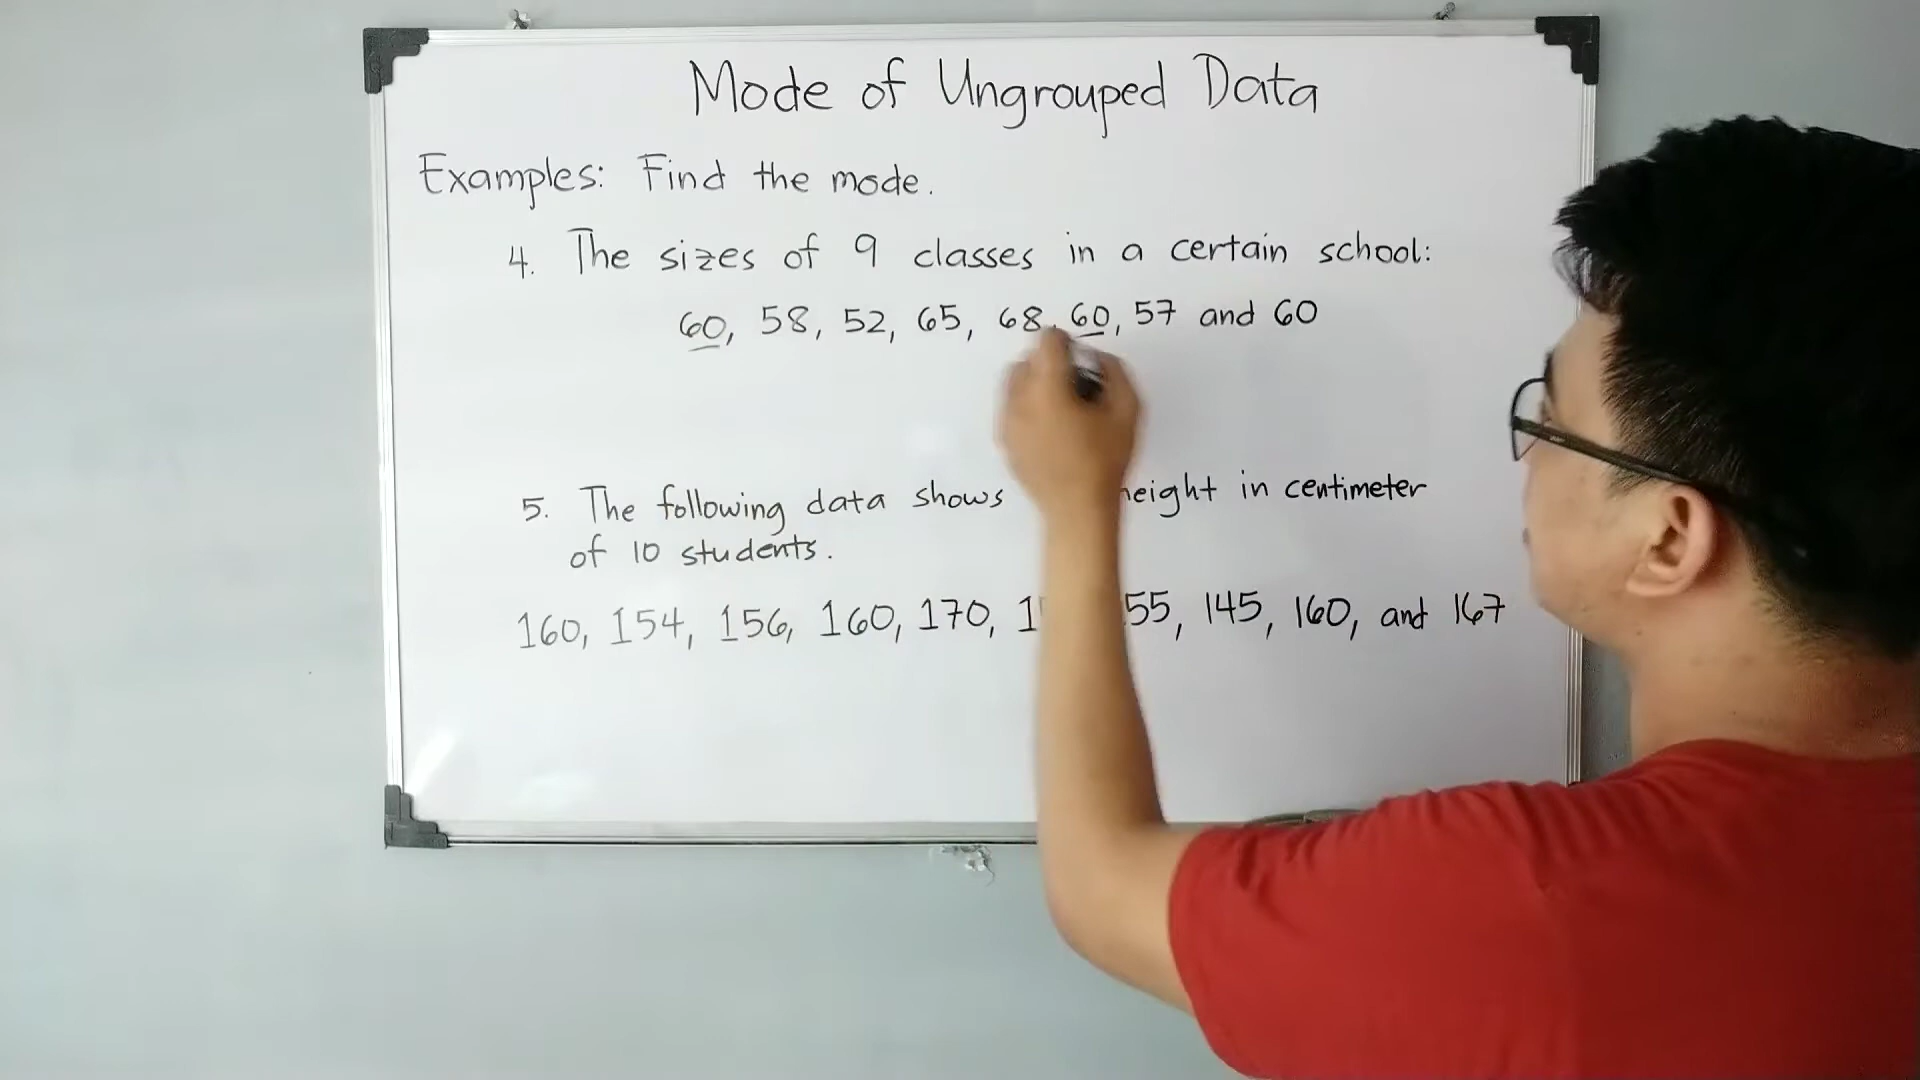 Mode of Ungrouped Data
Examples: Find the mode.
4. The sizes of 9 classes in a certain school:
60, 58, 52, 65, 68, 60, 57 and 60
5. The following data shows height in centimeter
of 10 students.
160, 154, 156, 160, 170, 145, 160, and 167